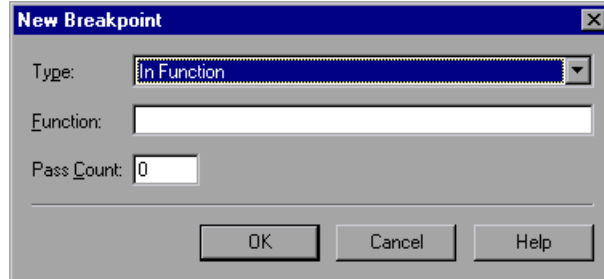 New Breakpoint
Type: In Function
Function:
Pass Count: 0
OK Cancel Help